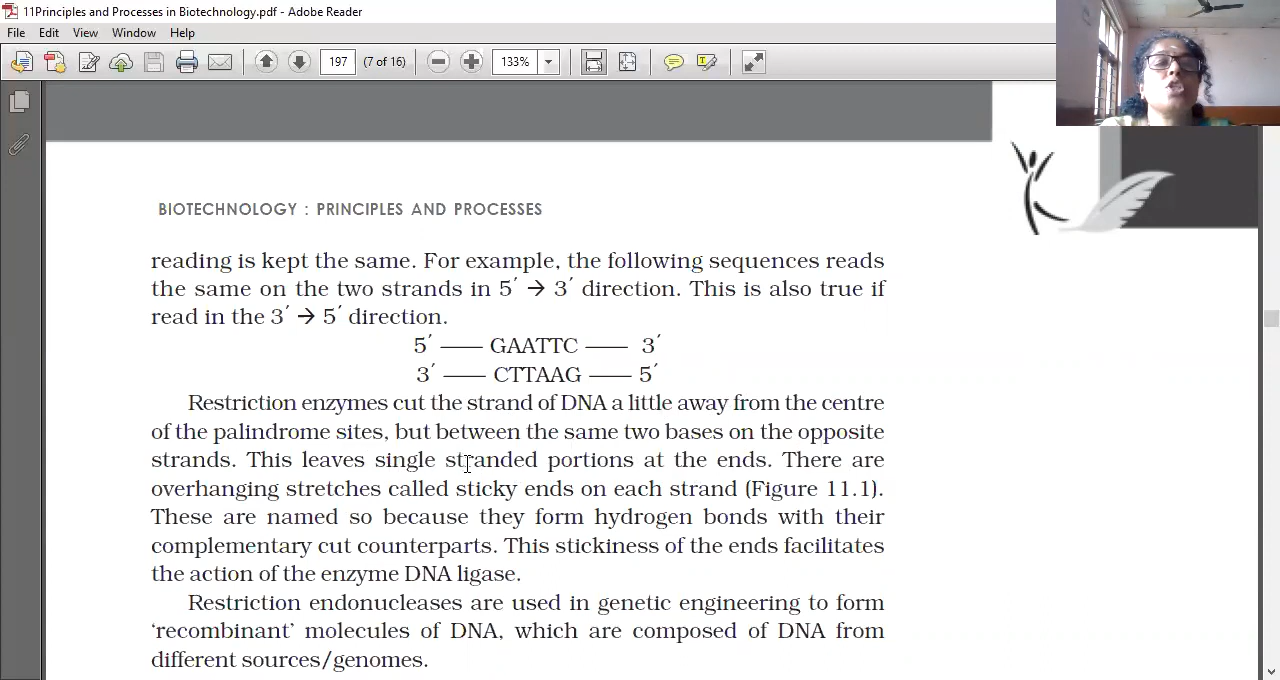 11Principles and Processes in Biotechnology.pdf - Adobe Reader
File Edit View Window Help
197 (7 of 16) 133%
BIOTECHNOLOGY : PRINCIPLES AND PROCESSES
reading is kept the same. For example, the following sequences reads
the same on the two strands in 5´ → 3´ direction. This is also true if
read in the 3´ → 5´ direction.
5´ —— GAATTC —— 3´
3´ —— CTTAAG —— 5´
Restriction enzymes cut the strand of DNA a little away from the centre
of the palindrome sites, but between the same two bases on the opposite
strands. This leaves single stranded portions at the ends. There are
overhanging stretches called sticky ends on each strand (Figure 11.1).
These are named so because they form hydrogen bonds with their
complementary cut counterparts. This stickiness of the ends facilitates
the action of the enzyme DNA ligase.
Restriction endonucleases are used in genetic engineering to form
‘recombinant’ molecules of DNA, which are composed of DNA from
different sources/genomes.